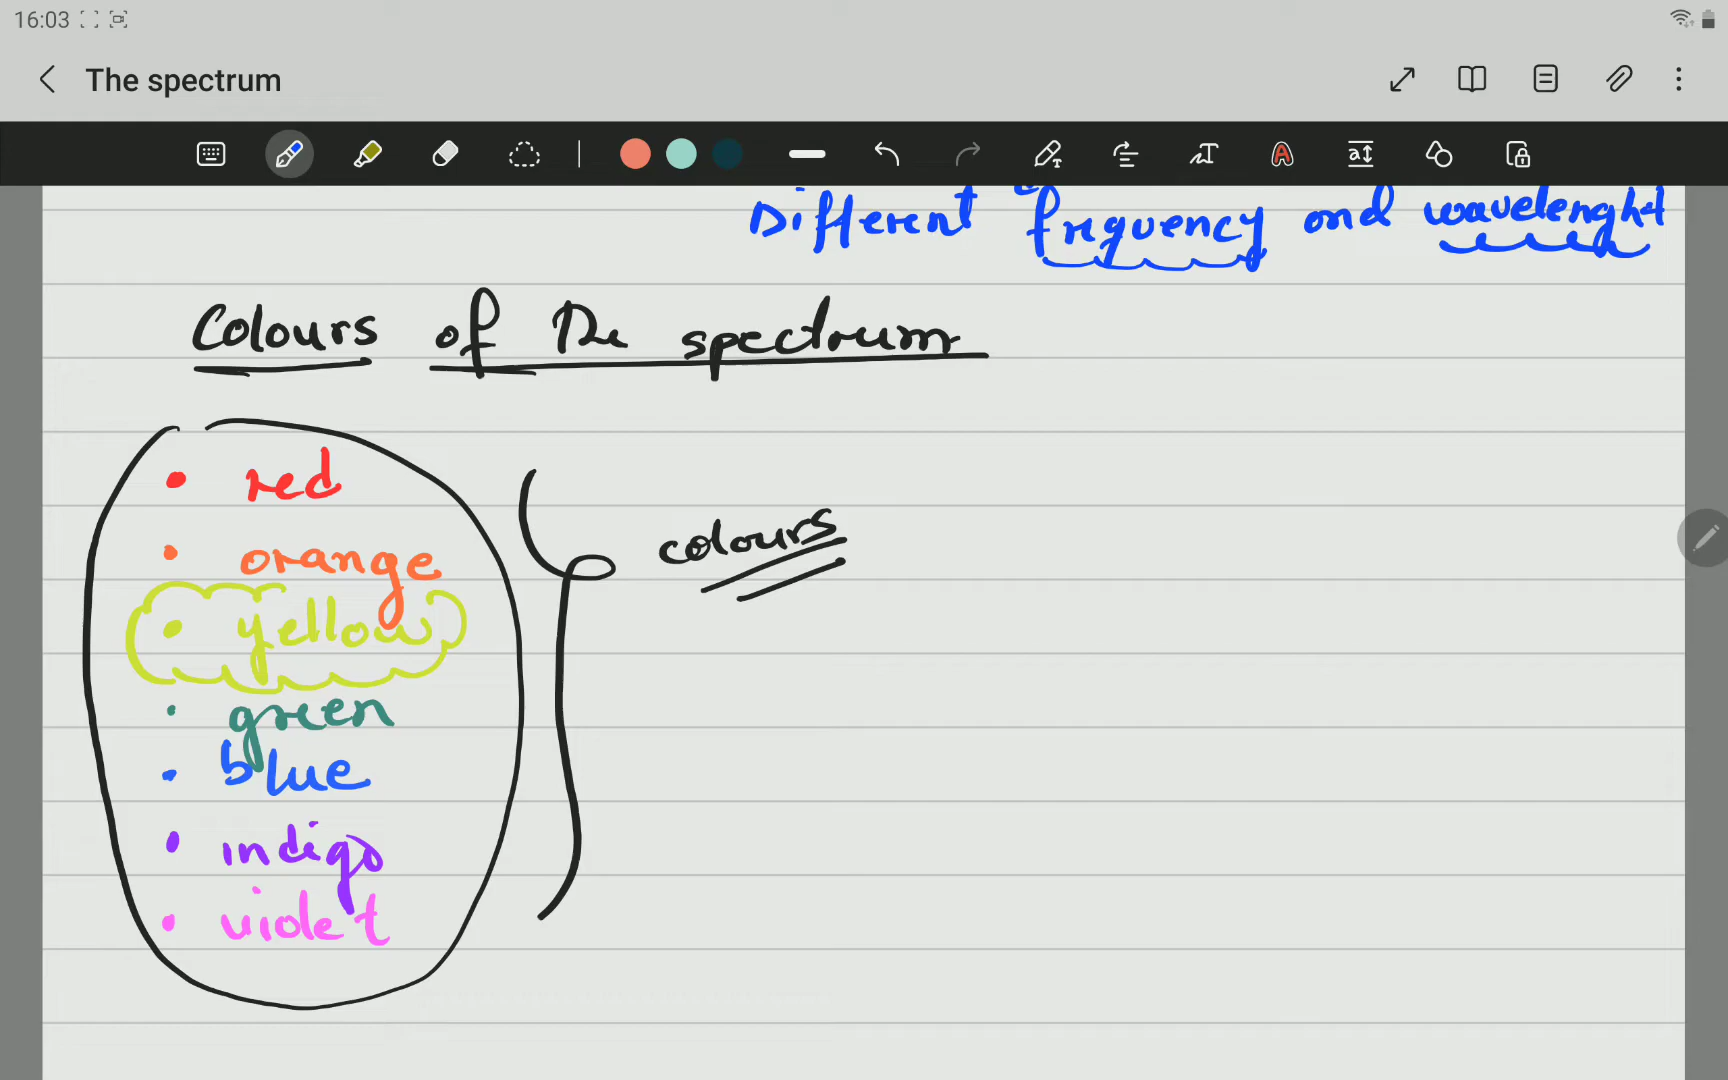 16:03
The spectrum
Different frequency and wavelenght
Colours of the spectrum
• red
• orange
colours
• yellow
• green
• blue
• indigo
• violet